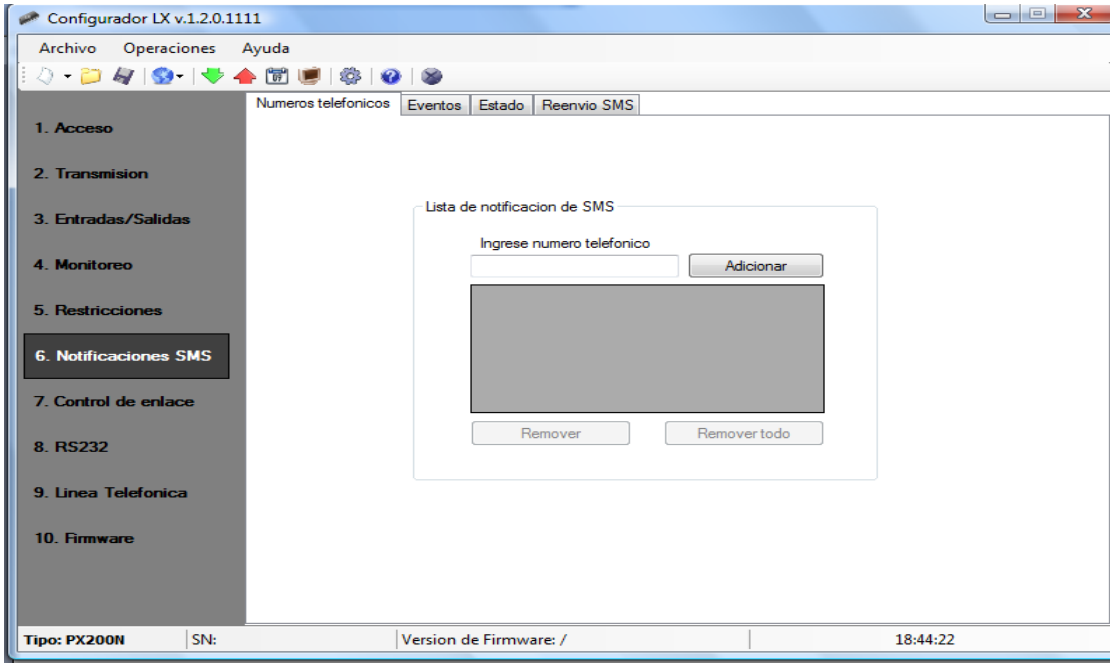 Configurador LX v.1.2.0.1111
Archivo Operaciones Ayuda
Numeros telefonicos Eventos Estado Reenvio SMS
1. Acceso
2. Transmision
3. Entradas/Salidas
4. Monitoreo
5. Restricciones
6. Notificaciones SMS
7. Control de enlace
8. RS232
9. Linea Telefonica
10. Firmware
Lista de notificacion de SMS
Ingrese numero telefonico
Adicionar
Remover Remover todo
Tipo: PX200N SN: Version de Firmware: / 18:44:22